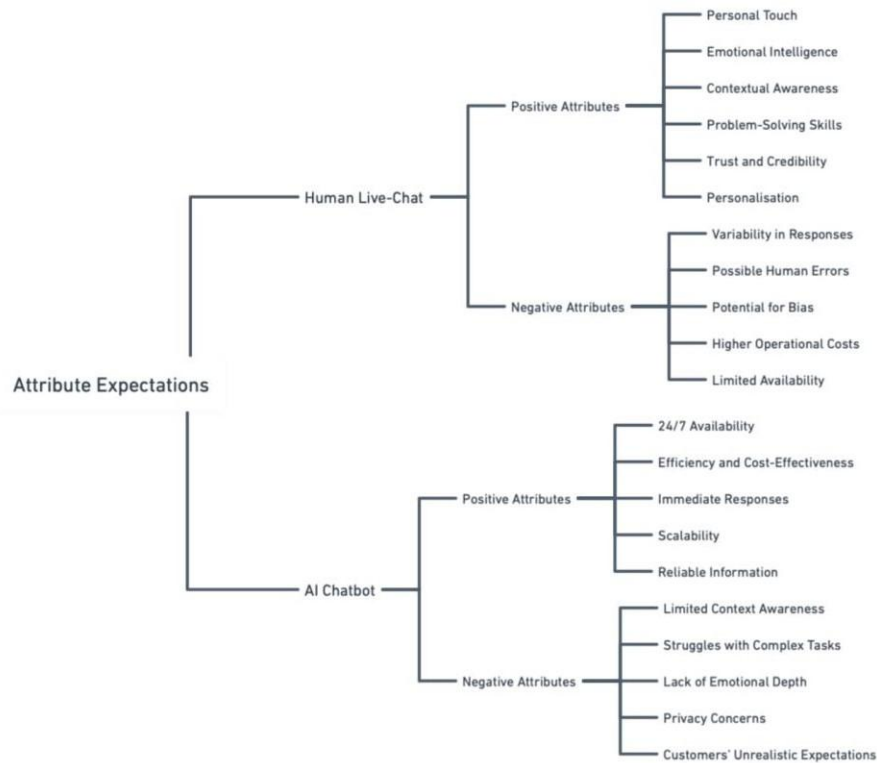 Attribute Expectations
Human Live-Chat
Positive Attributes
Personal Touch
Emotional Intelligence
Contextual Awareness
Problem-Solving Skills
Trust and Credibility
Personalisation
Negative Attributes
Variability in Responses
Possible Human Errors
Potential for Bias
Higher Operational Costs
Limited Availability
AI Chatbot
Positive Attributes
24/7 Availability
Efficiency and Cost-Effectiveness
Immediate Responses
Scalability
Reliable Information
Negative Attributes
Limited Context Awareness
Struggles with Complex Tasks
Lack of Emotional Depth
Privacy Concerns
Customers' Unrealistic Expectations